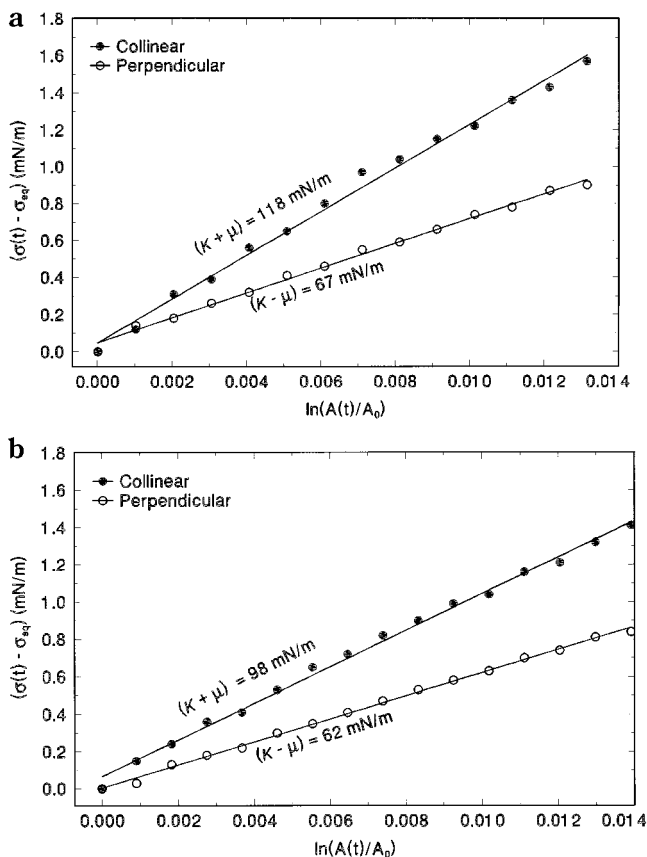 a
Collinear
Perpendicular
(σ(t) - σeq) (mN/m)
1.8
1.6
1.4
1.2
1.0
0.8
0.6
0.4
0.2
0.0
(K + μ) = 118 mN/m
(K - μ) = 67 mN/m
0.000 0.002 0.004 0.006 0.008 0.010 0.012 0.014
ln(A(t)/A₀)
b
Collinear
Perpendicular
(σ(t) - σeq) (mN/m)
1.8
1.6
1.4
1.2
1.0
0.8
0.6
0.4
0.2
0.0
(K + μ) = 98 mN/m
(K - μ) = 62 mN/m
0.000 0.002 0.004 0.006 0.008 0.010 0.012 0.014
ln(A(t)/A₀)